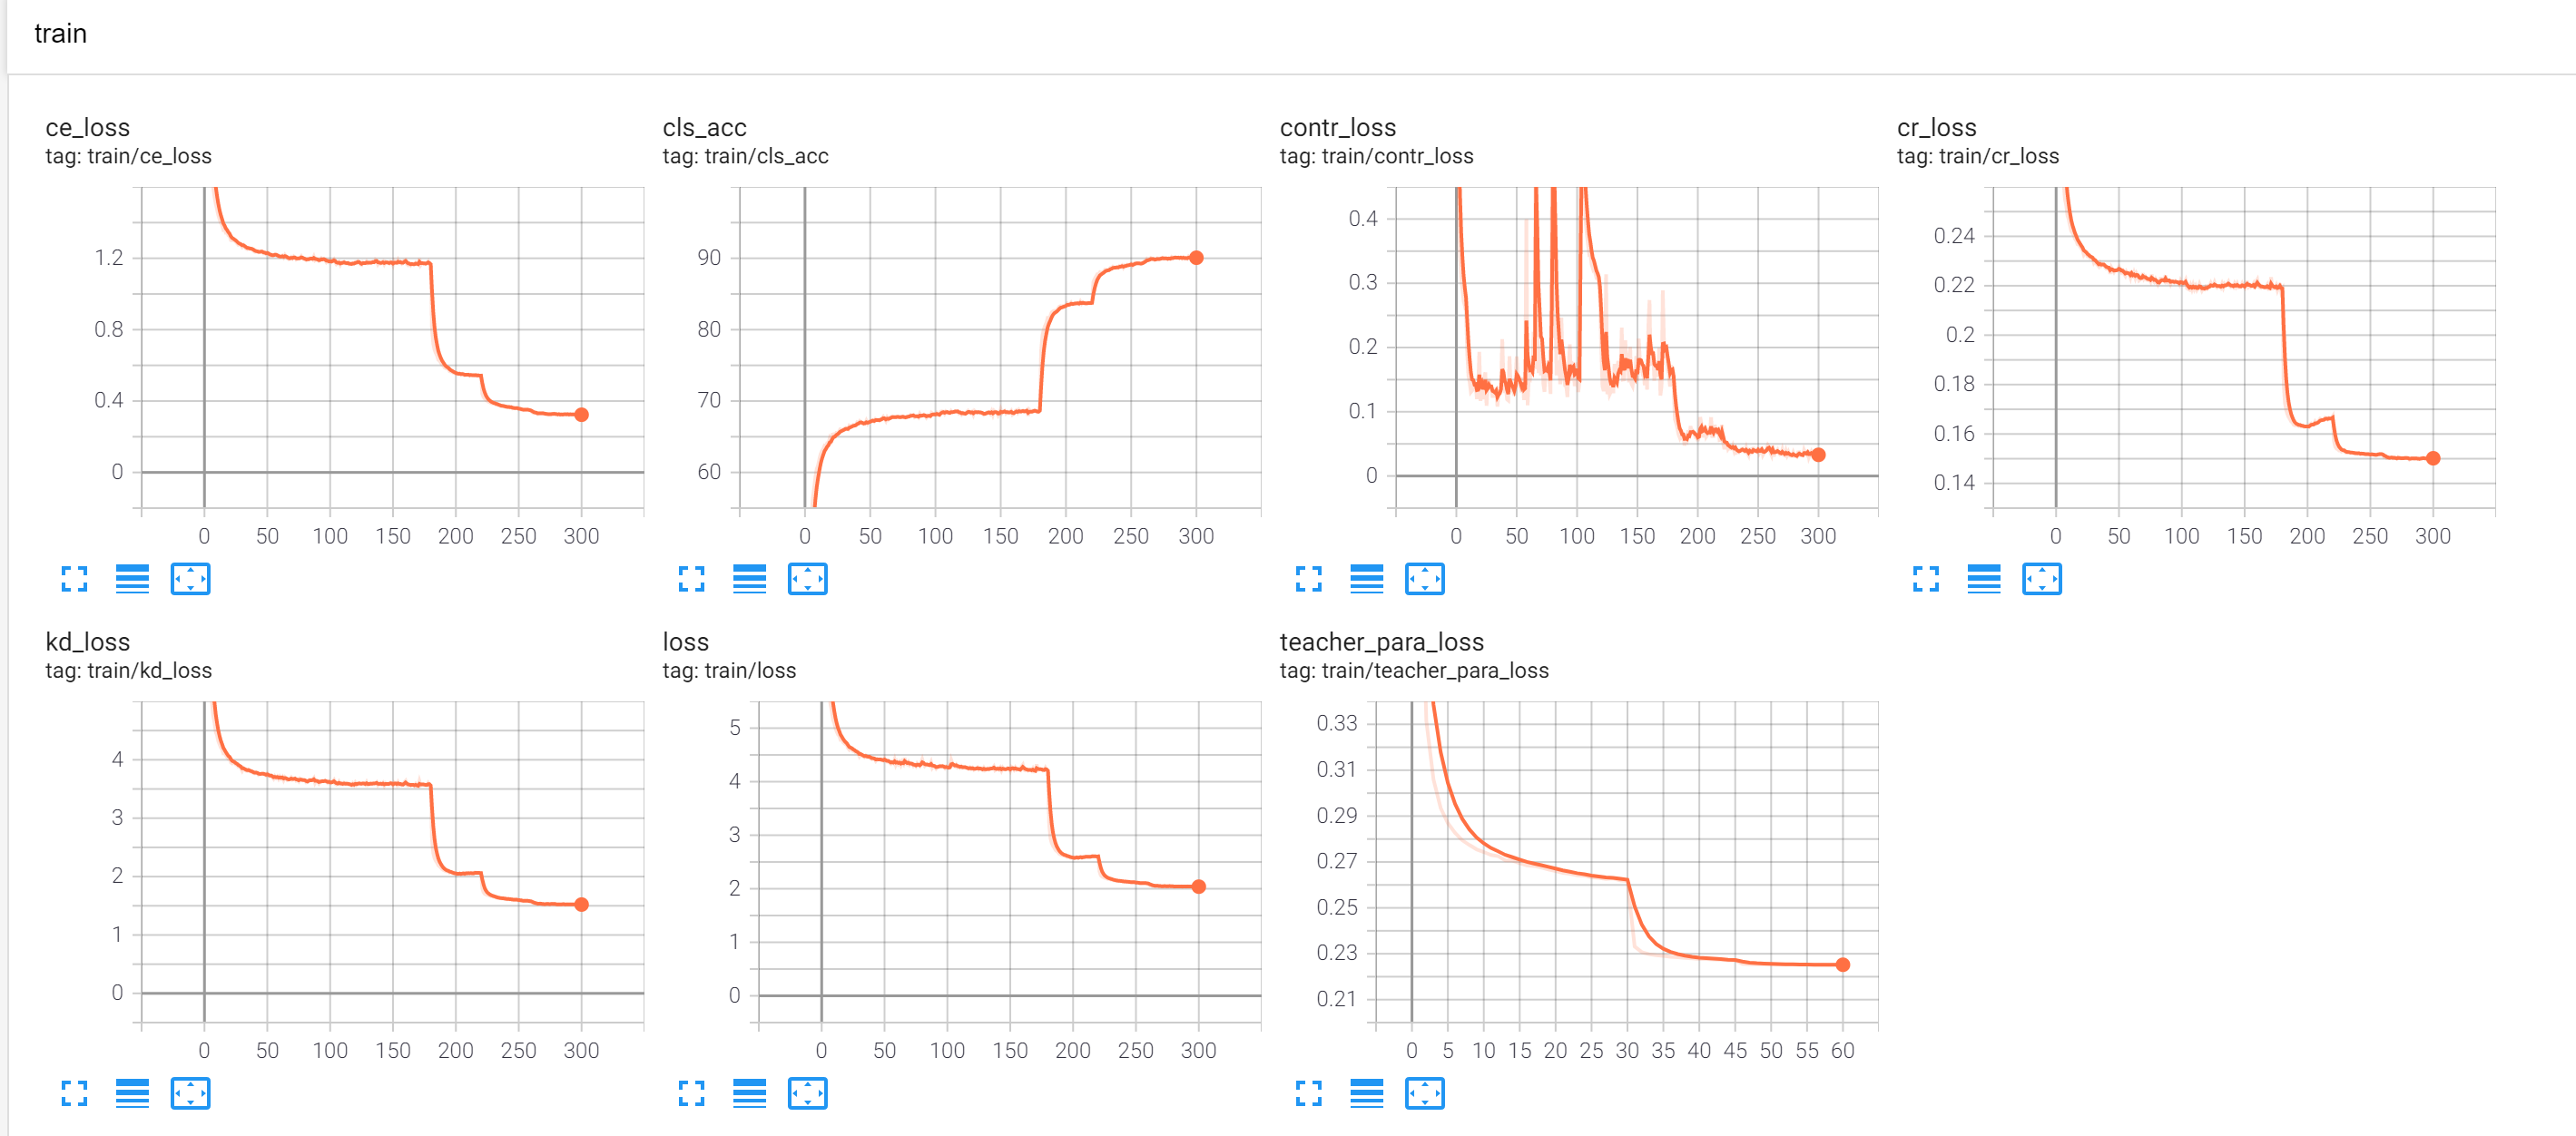 train
ce_loss
tag: train/ce_loss
1.2
0.8
0.4
0
0 50 100 150 200 250 300
cls_acc
tag: train/cls_acc
90
80
70
60
0 50 100 150 200 250 300
contr_loss
tag: train/contr_loss
0.4
0.3
0.2
0.1
0
0 50 100 150 200 250 300
cr_loss
tag: train/cr_loss
0.24
0.22
0.2
0.18
0.16
0.14
0 50 100 150 200 250 300
kd_loss
tag: train/kd_loss
4
3
2
1
0
0 50 100 150 200 250 300
loss
tag: train/loss
5
4
3
2
1
0
0 50 100 150 200 250 300
teacher_para_loss
tag: train/teacher_para_loss
0.33
0.31
0.29
0.27
0.25
0.23
0.21
0 5 10 15 20 25 30 35 40 45 50 55 60